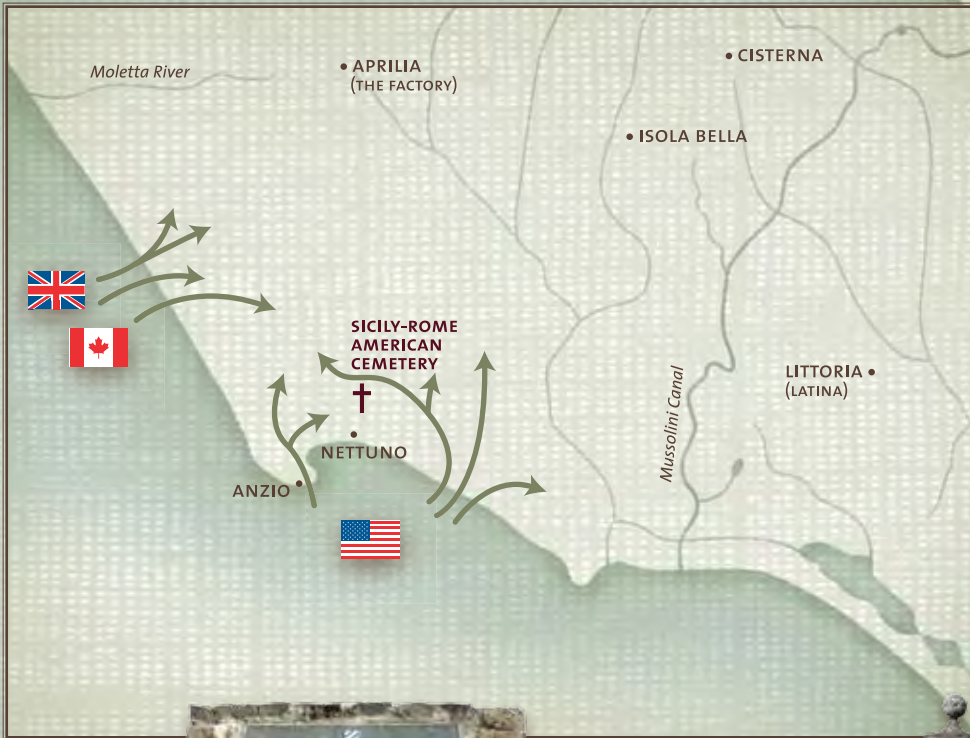 Moletta River
• APRILIA
(THE FACTORY)
• CISTERNA
• ISOLA BELLA
SICILY-ROME
AMERICAN
CEMETERY
LITTORIA •
(LATINA)
Mussolini Canal
NETTUNO
ANZIO •